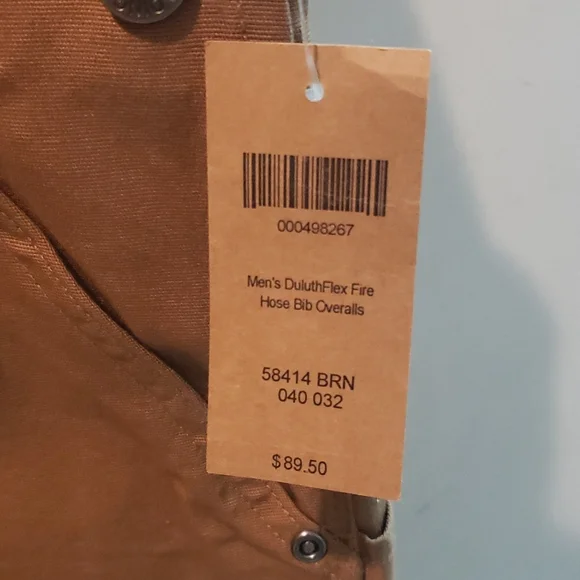 000498267
Men's DuluthFlex Fire
Hose Bib Overalls
58414 BRN
040 032
$89.50